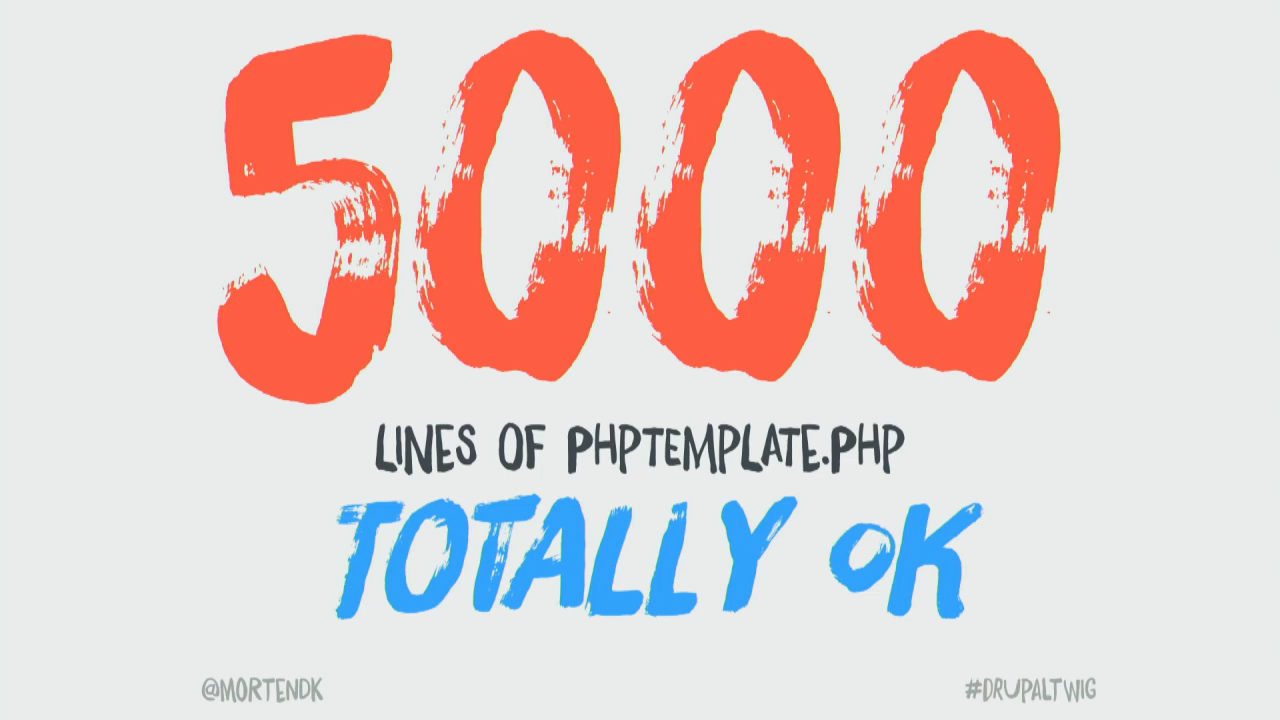 5000
LINES OF PHPTEMPLATE.PHP
TOTALLY OK
@MORTENDK
#DRUPALTWIG